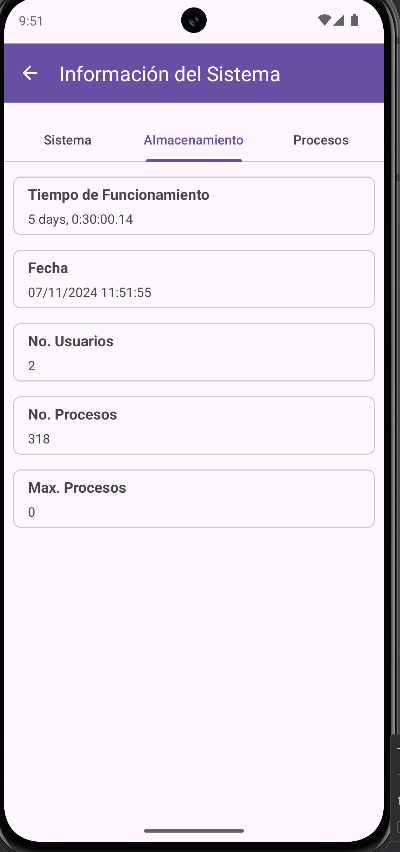 9:51
Información del Sistema
Sistema
Almacenamiento
Procesos
Tiempo de Funcionamiento
5 days, 0:30:00.14
Fecha
07/11/2024 11:51:55
No. Usuarios
2
No. Procesos
318
Max. Procesos
0